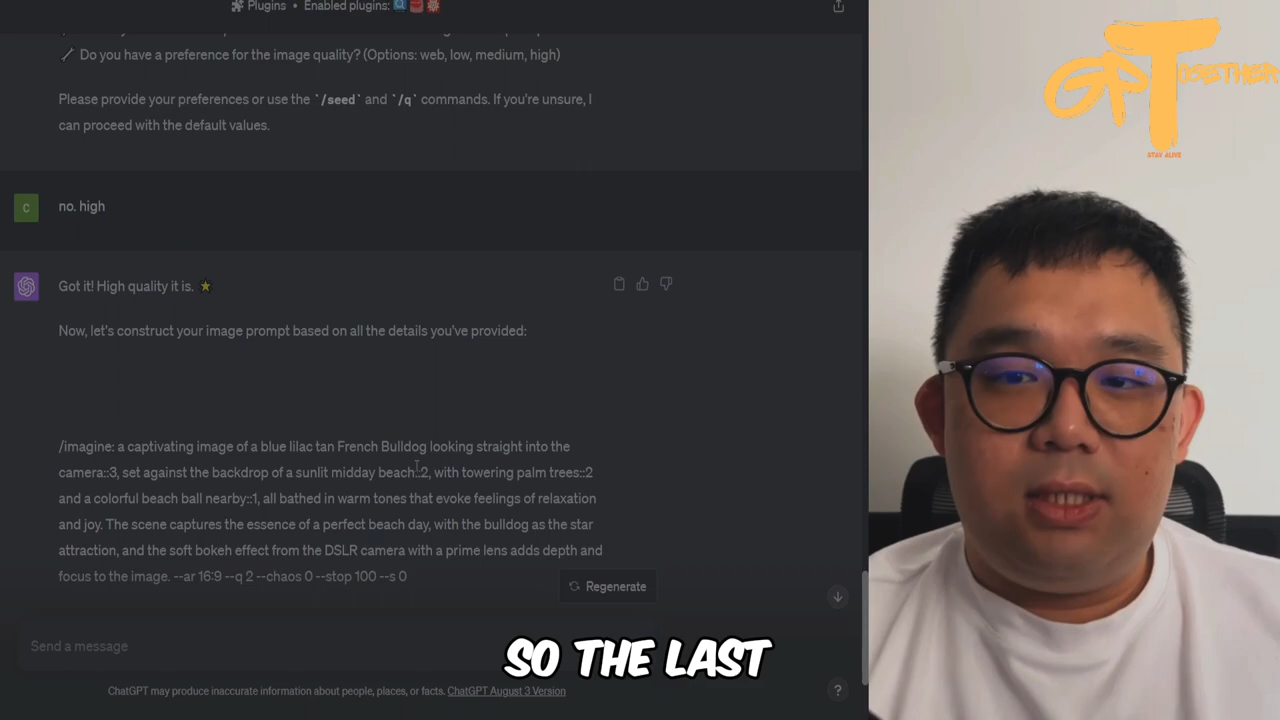 Plugins • Enabled plugins:
Do you have a preference for the image quality? (Options: web, low, medium, high)
Please provide your preferences or use the `/seed` and `/q` commands. If you're unsure, I
can proceed with the default values.
C
no. high
Got it! High quality it is.
Now, let's construct your image prompt based on all the details you've provided:
/imagine: a captivating image of a blue lilac tan French Bulldog looking straight into the
camera::3, set against the backdrop of a sunlit midday beach::2, with towering palm trees::2
and a colorful beach ball nearby::1, all bathed in warm tones that evoke feelings of relaxation
and joy. The scene captures the essence of a perfect beach day, with the bulldog as the star
attraction, and the soft bokeh effect from the DSLR camera with a prime lens adds depth and
focus to the image. --ar 16:9 --q 2 --chaos 0 --stop 100 --s 0
Regenerate
Send a message
ChatGPT may produce inaccurate information about people, places, or facts. ChatGPT August 3 Version
?
SO THE LAST
GPTOGETHER
STAY ALIVE